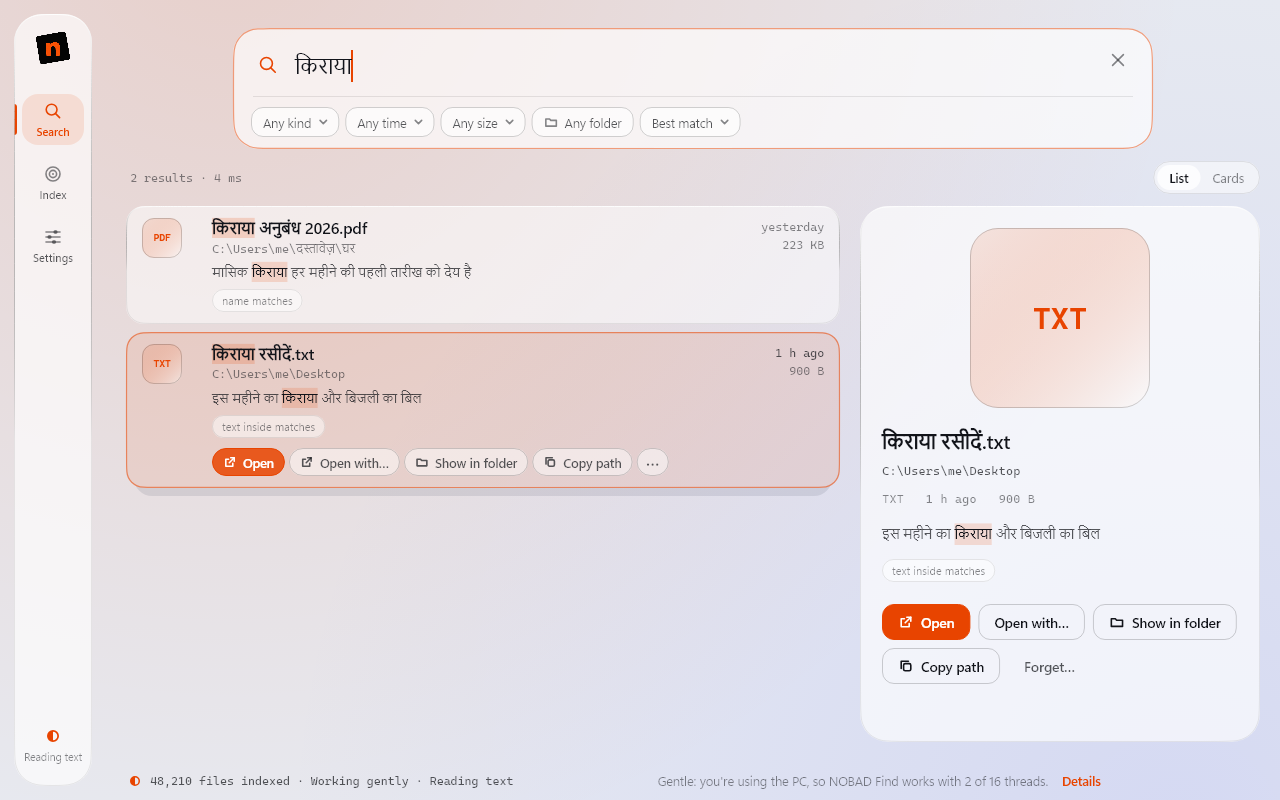 n
Search
Index
Settings
Reading text
किराया
Any kind
Any time
Any size
Any folder
Best match
2 results · 4 ms
List
Cards
PDF
किराया अनुबंध 2026.pdf
C:\Users\me\दस्तावेज़\घर
मासिक किराया हर महीने की पहली तारीख को देय है
name matches
yesterday
223 KB
TXT
किराया रसीदें.txt
C:\Users\me\Desktop
इस महीने का किराया और बिजली का बिल
text inside matches
1 h ago
900 B
Open
Open with...
Show in folder
Copy path
...
TXT
किराया रसीदें.txt
C:\Users\me\Desktop
TXT 1 h ago 900 B
इस महीने का किराया और बिजली का बिल
text inside matches
Open
Open with...
Show in folder
Copy path
Forget...
48,210 files indexed · Working gently · Reading text
Gentle: you're using the PC, so NOBAD Find works with 2 of 16 threads.
Details